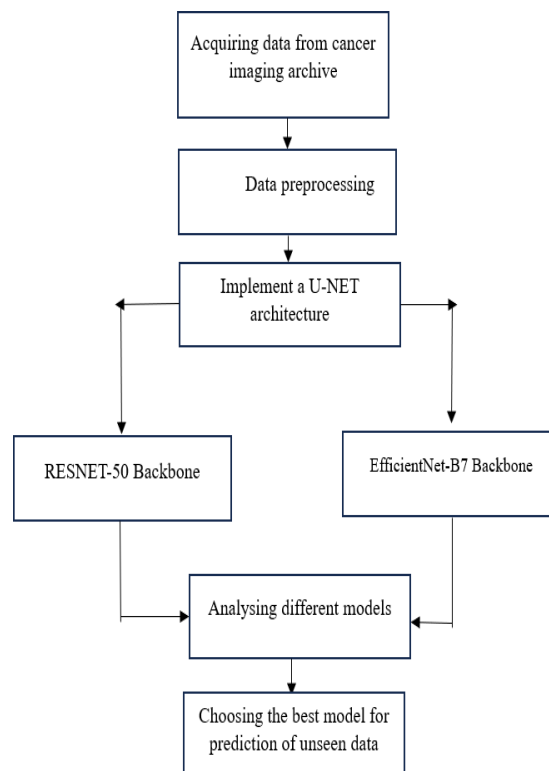 Acquiring data from cancer
imaging archive
Data preprocessing
Implement a U-NET
architecture
RESNET-50 Backbone
EfficientNet-B7 Backbone
Analysing different models
Choosing the best model for
prediction of unseen data